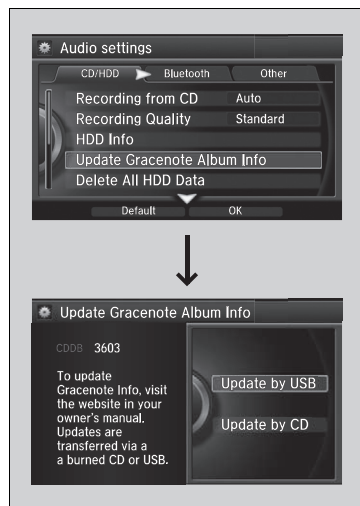 Audio settings
CD/HDD Bluetooth Other
Recording from CD Auto
Recording Quality Standard
HDD Info
Update Gracenote Album Info
Delete All HDD Data
Default OK
Update Gracenote Album Info
CDDB 3603
To update
Gracenote Info, visit
the website in your
owner's manual.
Updates are
transferred via a
a burned CD or USB.
Update by USB
Update by CD